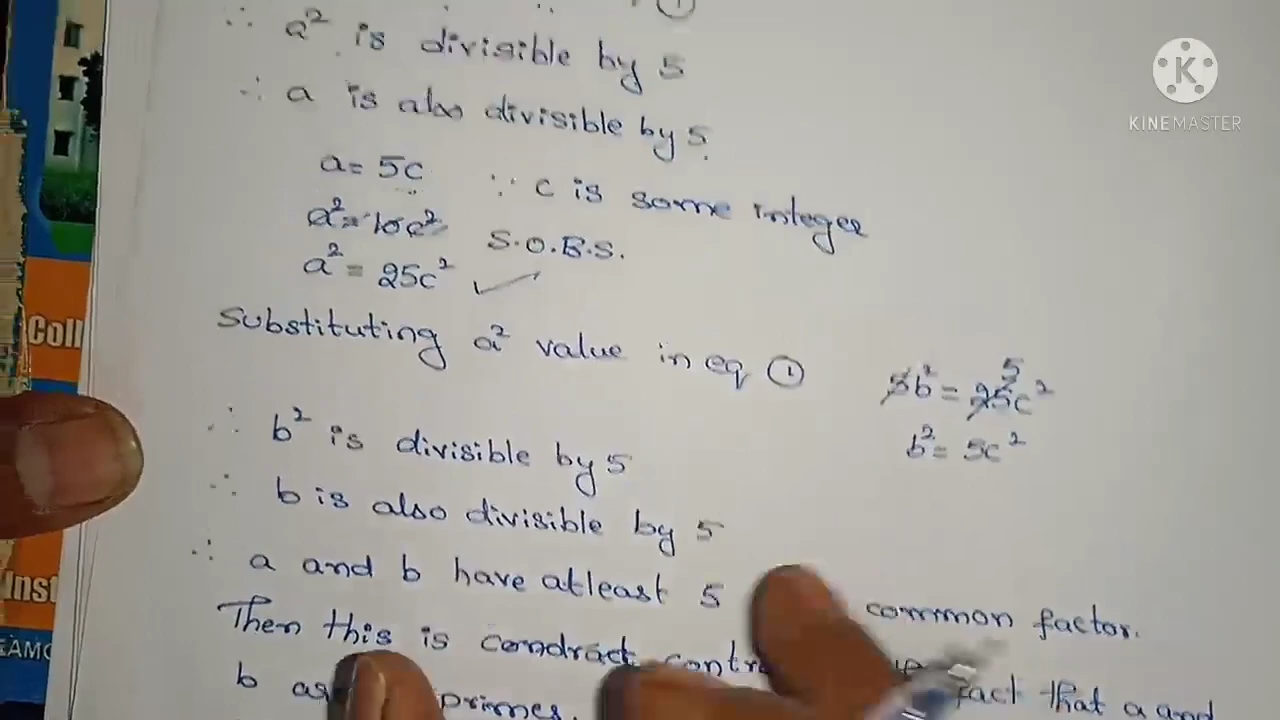 ①
∴ a² is divisible by 5
∴ a is also divisible by 5.
a = 5c ∵ c is some integer
a² = 10c² S.O.B.S.
a² = 25c² ✓
Substituting a² value in eq ①
5b² = 25c² 5
b² = 5c²
∴ b² is divisible by 5
∴ b is also divisible by 5
∴ a and b have atleast 5 common factor.
Then this is condract fact that a and
b primes.
K
KINEMASTER
Coll
Inst
EAMC